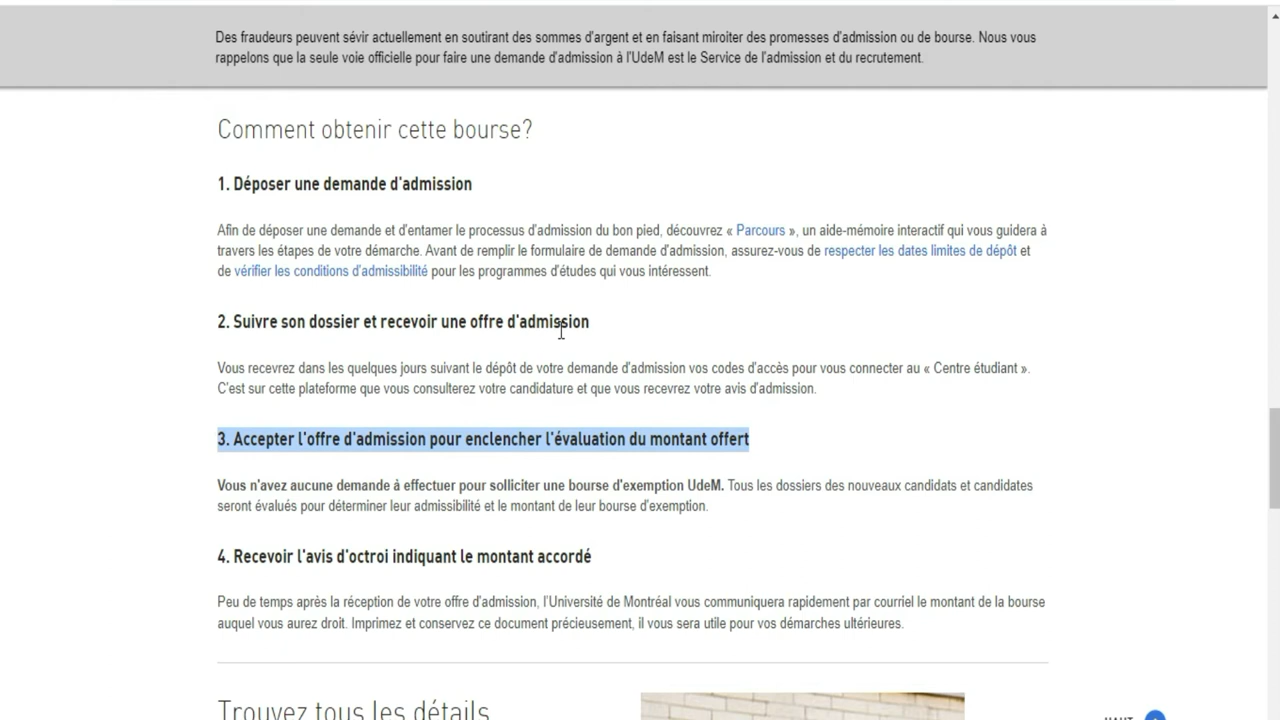 Des fraudeurs peuvent sévir actuellement en soutirant des sommes d'argent et en faisant miroiter des promesses d'admission ou de bourse. Nous vous
rappelons que la seule voie officielle pour faire une demande d'admission à l'UdeM est le Service de l'admission et du recrutement.
Comment obtenir cette bourse?
1. Déposer une demande d'admission
Afin de déposer une demande et d'entamer le processus d'admission du bon pied, découvrez « Parcours », un aide-mémoire interactif qui vous guidera à
travers les étapes de votre démarche. Avant de remplir le formulaire de demande d'admission, assurez-vous de respecter les dates limites de dépôt et
de vérifier les conditions d'admissibilité pour les programmes d'études qui vous intéressent.
2. Suivre son dossier et recevoir une offre d'admission
Vous recevrez dans les quelques jours suivant le dépôt de votre demande d'admission vos codes d'accès pour vous connecter au « Centre étudiant ».
C'est sur cette plateforme que vous consulterez votre candidature et que vous recevrez votre avis d'admission.
3. Accepter l'offre d'admission pour enclencher l'évaluation du montant offert
Vous n'avez aucune demande à effectuer pour solliciter une bourse d'exemption UdeM. Tous les dossiers des nouveaux candidats et candidates
seront évalués pour déterminer leur admissibilité et le montant de leur bourse d'exemption.
4. Recevoir l'avis d'octroi indiquant le montant accordé
Peu de temps après la réception de votre offre d'admission, l'Université de Montréal vous communiquera rapidement par courriel le montant de la bourse
auquel vous aurez droit. Imprimez et conservez ce document précieusement, il vous sera utile pour vos démarches ultérieures.
Trouvez tous les détails
HAUT